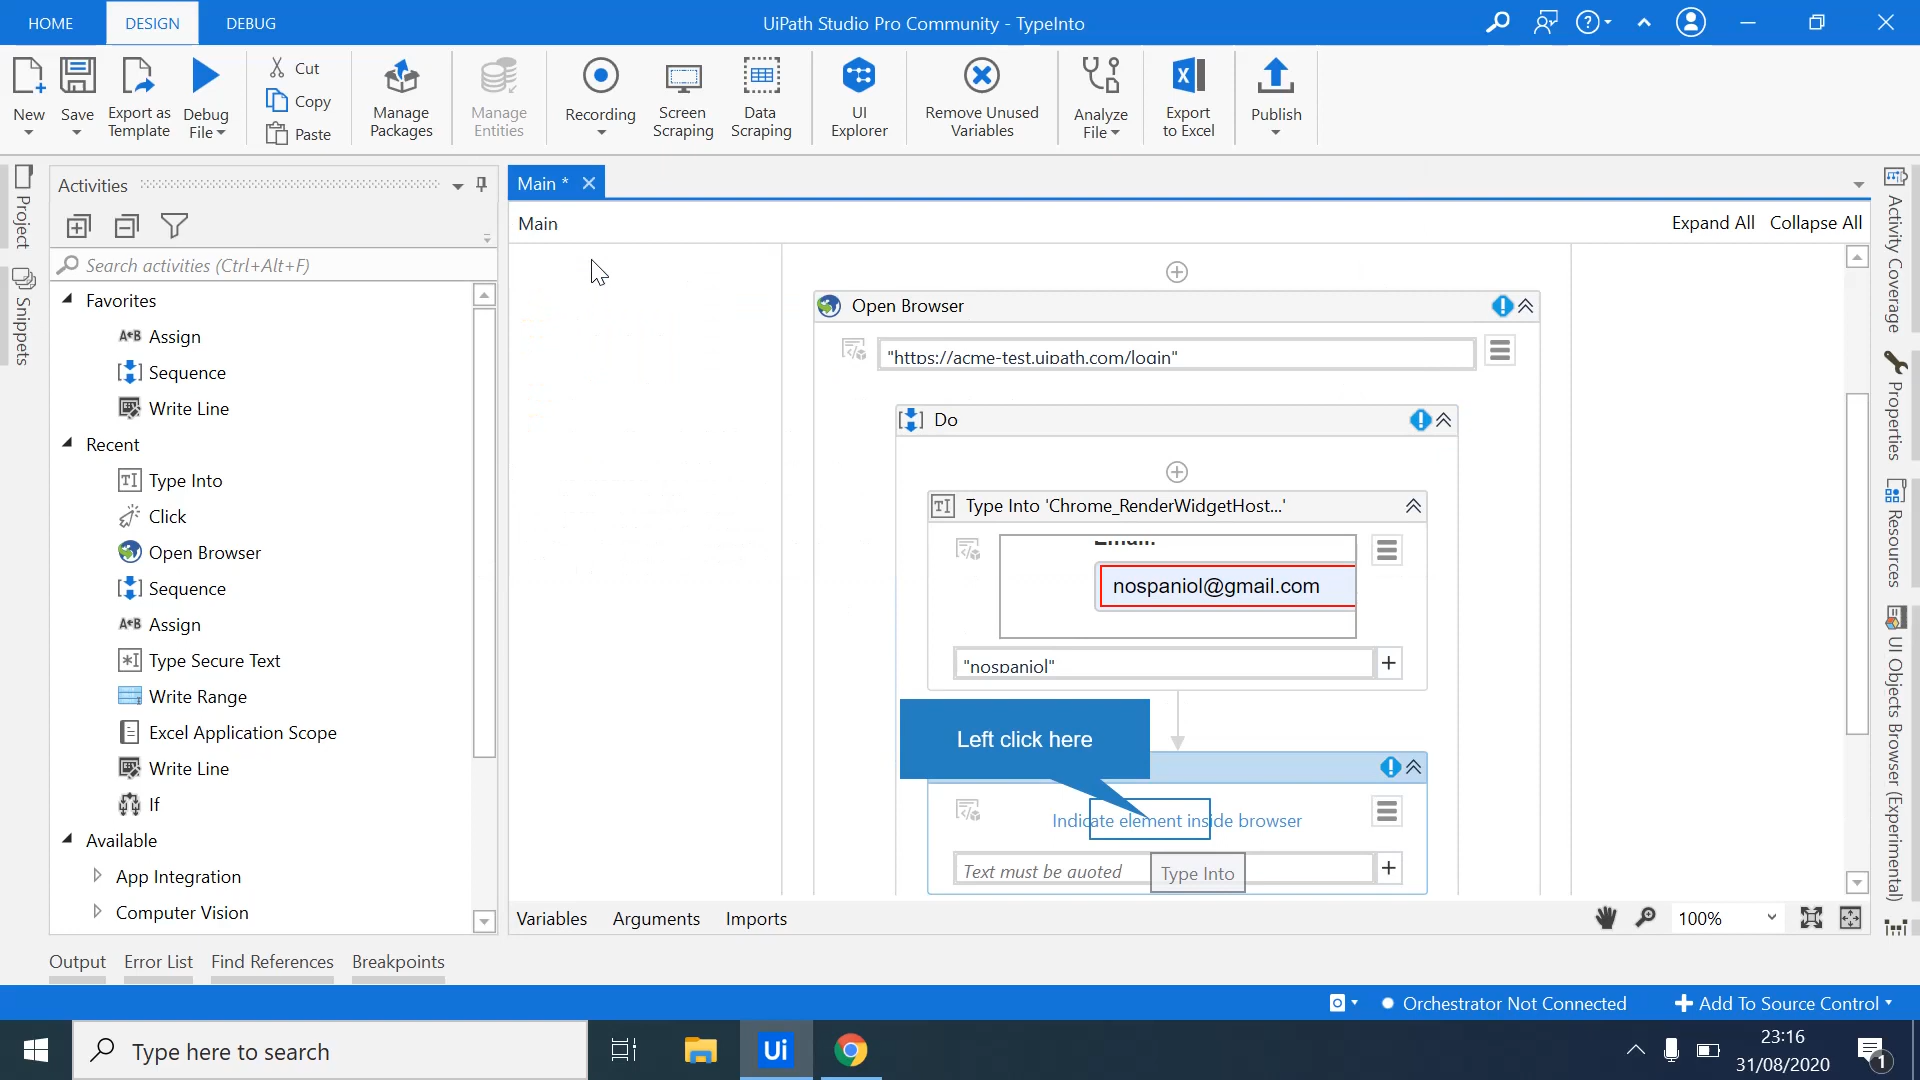 HOME
DESIGN
DEBUG
UiPath Studio Pro Community - TypeInto
New
Save
Export as Template
Debug File
Cut
Copy
Paste
Manage Packages
Manage Entities
Recording
Screen Scraping
Data Scraping
UI Explorer
Remove Unused Variables
Analyze File
Export to Excel
Publish
Project
Snippets
Activities
Search activities (Ctrl+Alt+F)
Favorites
Assign
Sequence
Write Line
Recent
Type Into
Click
Open Browser
Sequence
Assign
Type Secure Text
Write Range
Excel Application Scope
Write Line
If
Available
App Integration
Computer Vision
Main *
Main
Expand All
Collapse All
Open Browser
"https://acme-test.uipath.com/login"
Do
Type Into 'Chrome_RenderWidgetHost...'
Email:
nospaniol@gmail.com
"nospaniol"
Left click here
Indicate element inside browser
Text must be quoted
Type Into
Variables
Arguments
Imports
100%
Activity Coverage
Properties
Resources
UI Objects Browser (Experimental)
Output
Error List
Find References
Breakpoints
Orchestrator Not Connected
Add To Source Control
Type here to search
Ui
23:16
31/08/2020
1